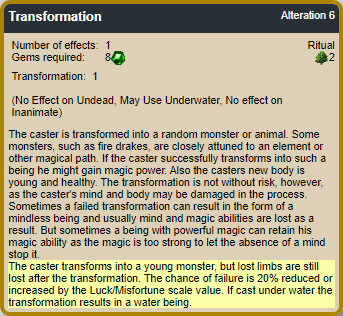 Transformation Alteration 6
Number of effects: 1 Ritual
Gems required: 8 2
Transformation: 1
(No Effect on Undead, May Use Underwater, No effect on
Inanimate)
The caster is transformed into a random monster or animal. Some
monsters, such as fire drakes, are closely attuned to an element or
other magical path. If the caster successfully transforms into such a
being he might gain magic power. Also the casters new body is
young and healthy. The transformation is not without risk, however,
as the caster's mind and body may be damaged in the process.
Sometimes a failed transformation can result in the form of a
mindless being and usually mind and magic abilities are lost as a
result. But sometimes a being with powerful magic can retain his
magic ability as the magic is too strong to let the absence of a mind
stop it.
The caster transforms into a young monster, but lost limbs are still
lost after the transformation. The chance of failure is 20% reduced or
increased by the Luck/Misfortune scale value. If cast under water the
transformation results in a water being.